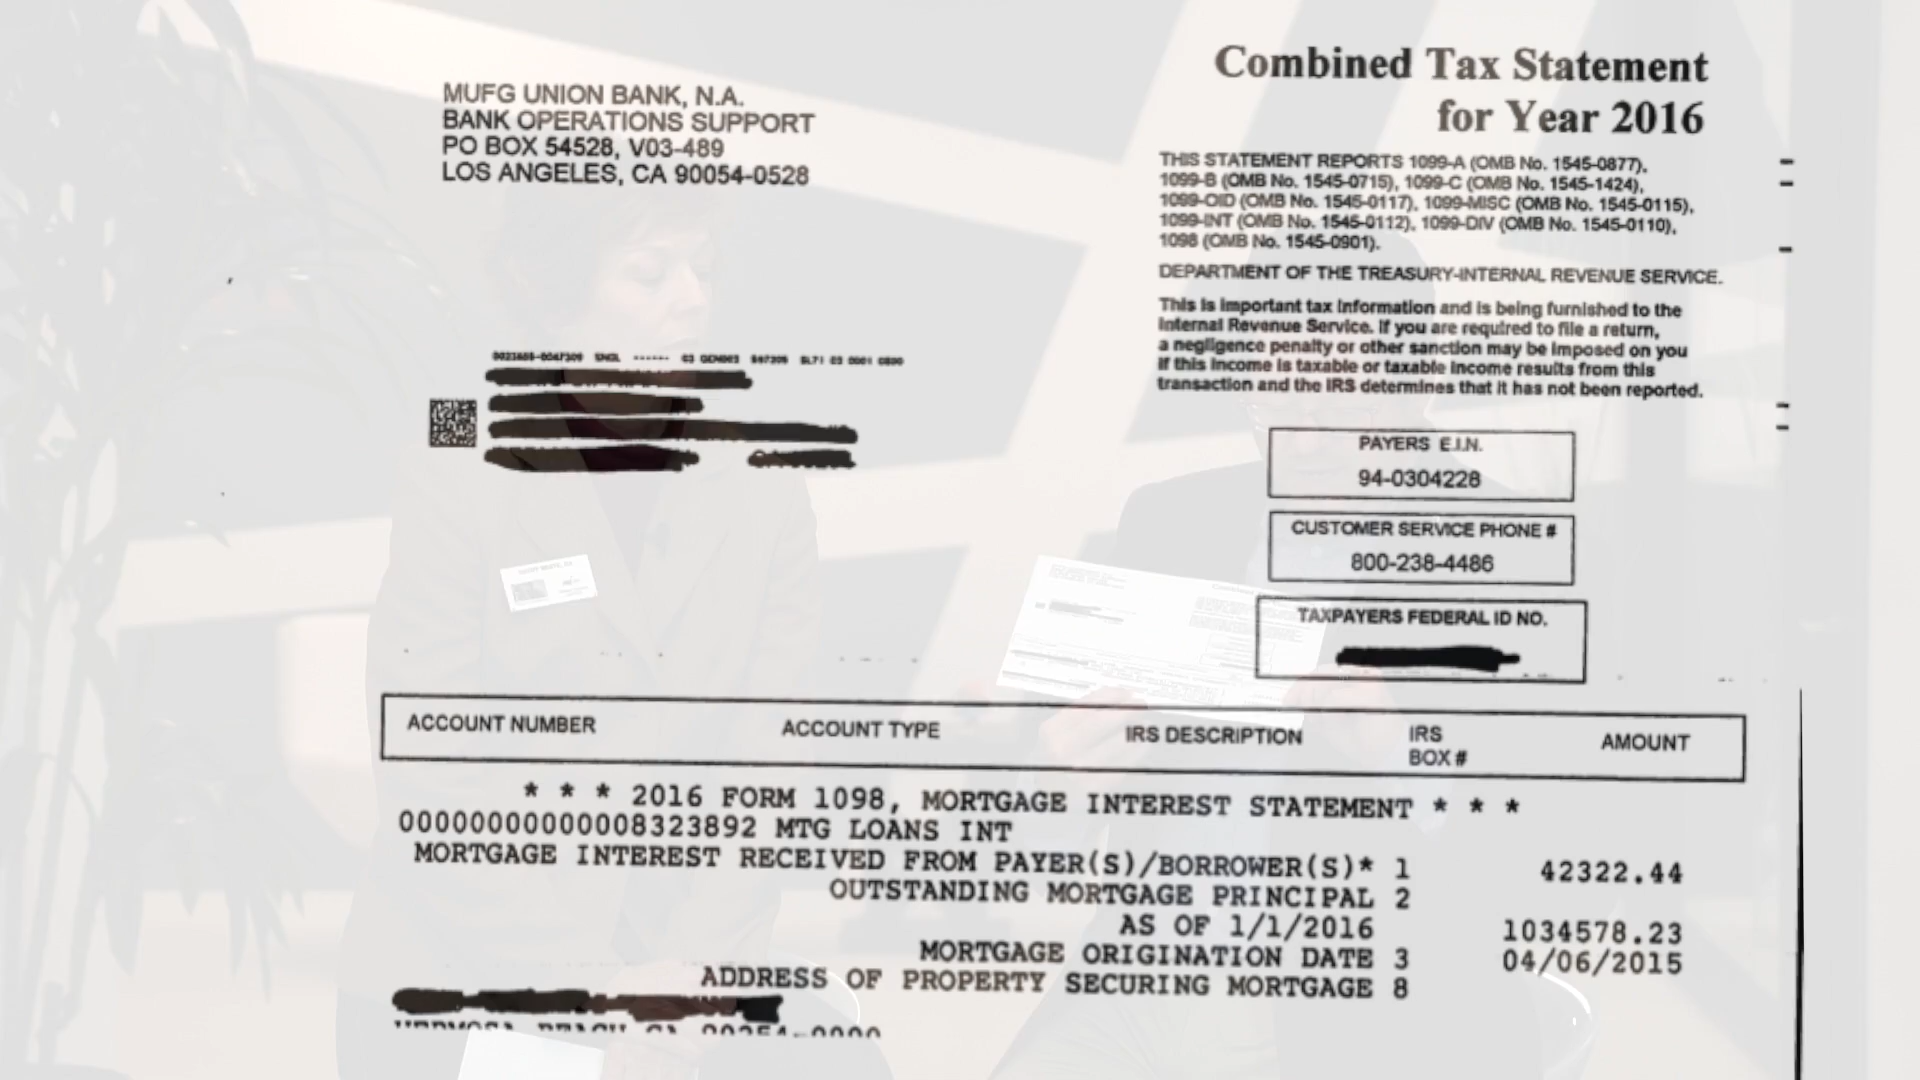 MUFG UNION BANK, N.A.
BANK OPERATIONS SUPPORT
PO BOX 54528, V03-489
LOS ANGELES, CA 90054-0528
Combined Tax Statement
for Year 2016
THIS STATEMENT REPORTS 1099-A (OMB No. 1545-0877),
1099-B (OMB No. 1545-0715), 1099-C (OMB No. 1545-1424),
1099-OID (OMB No. 1545-0117), 1099-MISC (OMB No. 1545-0115),
1099-INT (OMB No. 1545-0112), 1099-DIV (OMB No. 1545-0110),
1098 (OMB No. 1545-0901).
DEPARTMENT OF THE TREASURY-INTERNAL REVENUE SERVICE.
This is important tax information and is being furnished to the
Internal Revenue Service. If you are required to file a return,
a negligence penalty or other sanction may be imposed on you
if this income is taxable or taxable income results from this
transaction and the IRS determines that it has not been reported.
PAYERS E.I.N.
94-0304228
CUSTOMER SERVICE PHONE #
800-238-4486
TAXPAYERS FEDERAL ID NO.
ACCOUNT NUMBER ACCOUNT TYPE IRS DESCRIPTION IRS BOX # AMOUNT
* * * 2016 FORM 1098, MORTGAGE INTEREST STATEMENT * * *
00000000000008323892 MTG LOANS INT
MORTGAGE INTEREST RECEIVED FROM PAYER(S)/BORROWER(S)* 1 42322.44
OUTSTANDING MORTGAGE PRINCIPAL 2
AS OF 1/1/2016 1034578.23
MORTGAGE ORIGINATION DATE 3 04/06/2015
ADDRESS OF PROPERTY SECURING MORTGAGE 8